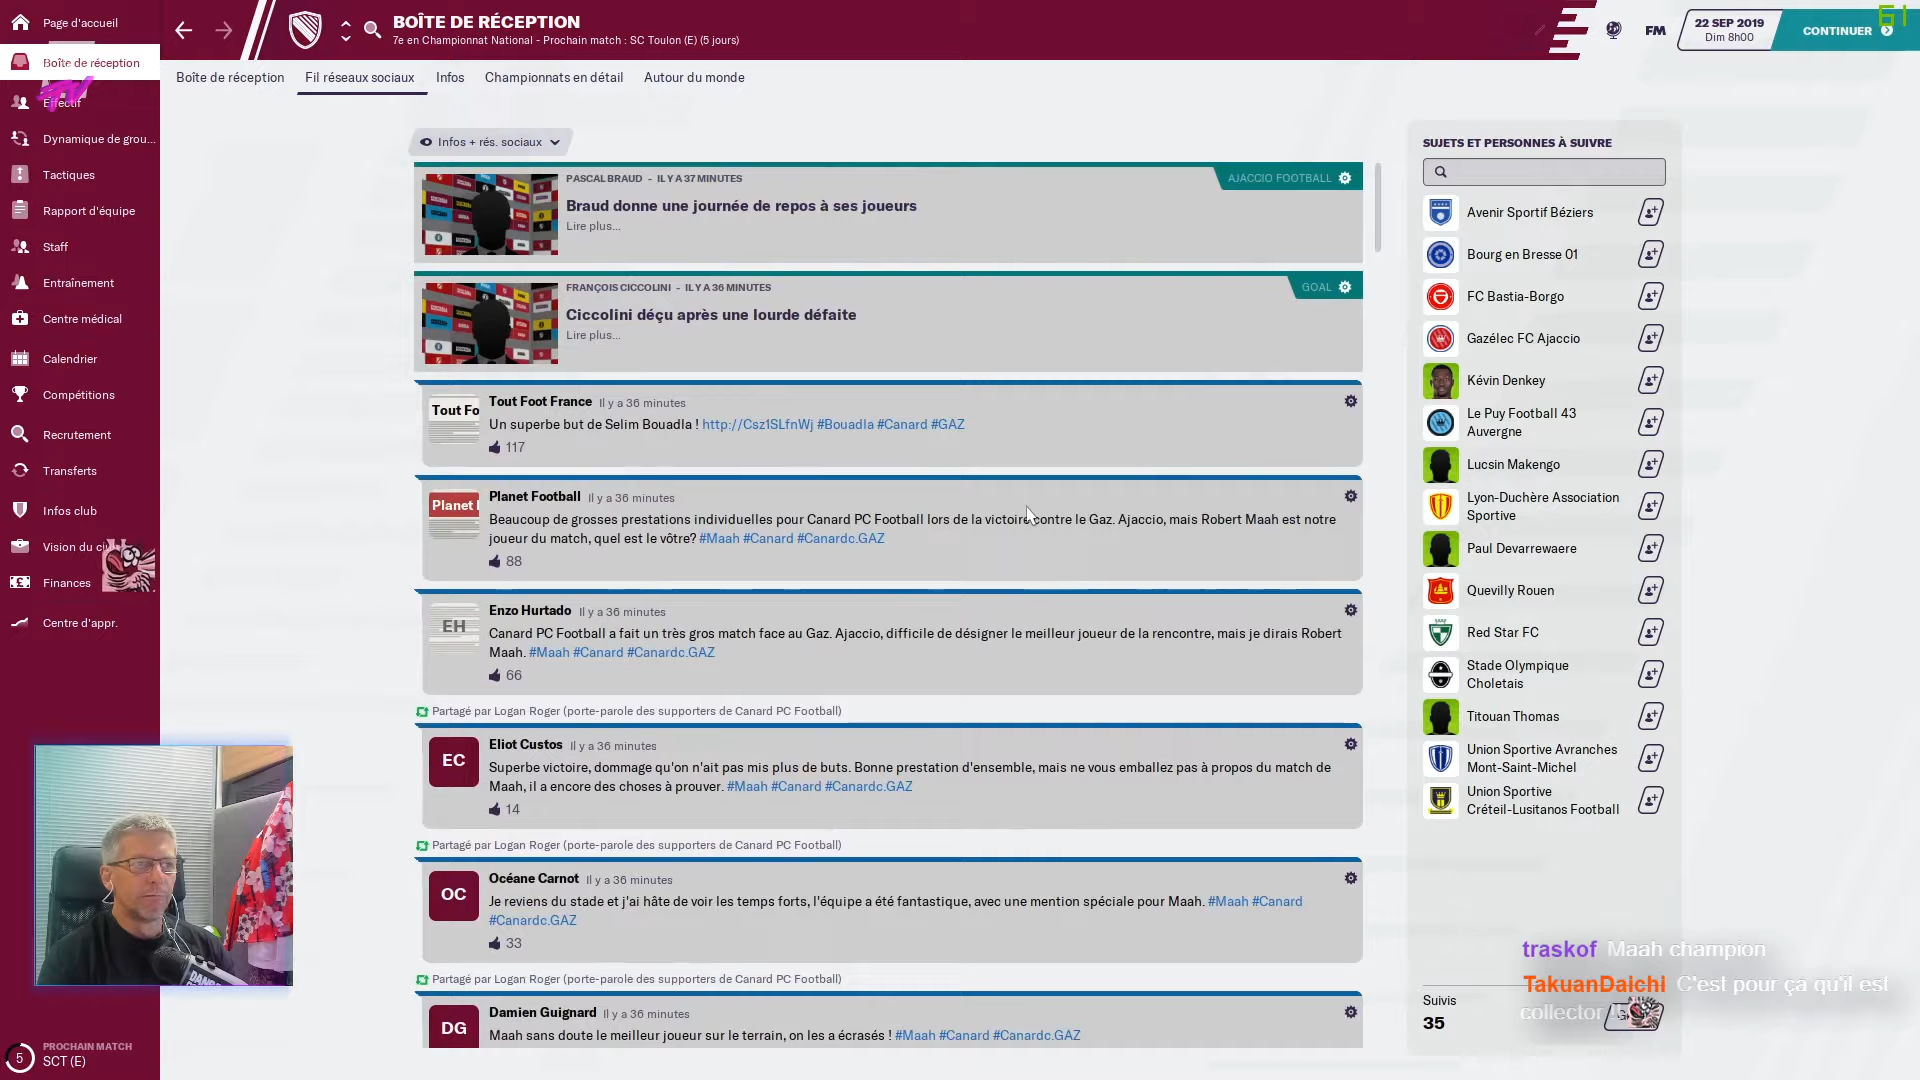 Page d'accueil
Boîte de réception
Effectif
Dynamique de grou...
Tactiques
Rapport d'équipe
Staff
Entraînement
Centre médical
Calendrier
Compétitions
Recrutement
Transferts
Infos club
Vision du
Finances
Centre d'appr.
5
PROCHAIN MATCH
SCT (E)
BOÎTE DE RÉCEPTION
7e en Championnat National - Prochain match : SC Toulon (E) (5 jours)
FM
22 SEP 2019
Dim 8h00
CONTINUER
61
Boîte de réception
Fil réseaux sociaux
Infos
Championnats en détail
Autour du monde
Infos + rés. sociaux
PASCAL BRAUD - IL Y A 37 MINUTES
AJACCIO FOOTBALL
Braud donne une journée de repos à ses joueurs
Lire plus...
FRANÇOIS CICCOLINI - IL Y A 36 MINUTES
GOAL
Ciccolini déçu après une lourde défaite
Lire plus...
Tout Fo
Tout Foot France Il y a 36 minutes
Un superbe but de Selim Bouadla ! http://Csz1SLfnWj #Bouadla #Canard #GAZ
117
Planet
Planet Football Il y a 36 minutes
Beaucoup de grosses prestations individuelles pour Canard PC Football lors de la victoire contre le Gaz. Ajaccio, mais Robert Maah est notre
joueur du match, quel est le vôtre? #Maah #Canard #Canardc.GAZ
88
EH
Enzo Hurtado Il y a 36 minutes
Canard PC Football a fait un très gros match face au Gaz. Ajaccio, difficile de désigner le meilleur joueur de la rencontre, mais je dirais Robert
Maah. #Maah #Canard #Canardc.GAZ
66
Partagé par Logan Roger (porte-parole des supporters de Canard PC Football)
EC
Eliot Custos Il y a 36 minutes
Superbe victoire, dommage qu'on n'ait pas mis plus de buts. Bonne prestation d'ensemble, mais ne vous emballez pas à propos du match de
Maah, il a encore des choses à prouver. #Maah #Canard #Canardc.GAZ
14
Partagé par Logan Roger (porte-parole des supporters de Canard PC Football)
OC
Océane Carnot Il y a 36 minutes
Je reviens du stade et j'ai hâte de voir les temps forts, l'équipe a été fantastique, avec une mention spéciale pour Maah. #Maah #Canard
#Canardc.GAZ
33
Partagé par Logan Roger (porte-parole des supporters de Canard PC Football)
DG
Damien Guignard Il y a 36 minutes
Maah sans doute le meilleur joueur sur le terrain, on les a écrasés ! #Maah #Canard #Canardc.GAZ
SUJETS ET PERSONNES À SUIVRE
Avenir Sportif Béziers
Bourg en Bresse 01
FC Bastia-Borgo
Gazélec FC Ajaccio
Kévin Denkey
Le Puy Football 43
Auvergne
Lucsin Makengo
Lyon-Duchère Association
Sportive
Paul Devarrewaere
Quevilly Rouen
Red Star FC
Stade Olympique
Choletais
Titouan Thomas
Union Sportive Avranches
Mont-Saint-Michel
Union Sportive
Créteil-Lusitanos Football
traskof Maah champion
TakuanDaichi C'est pour ça qu'il est
collector
Suivis
35